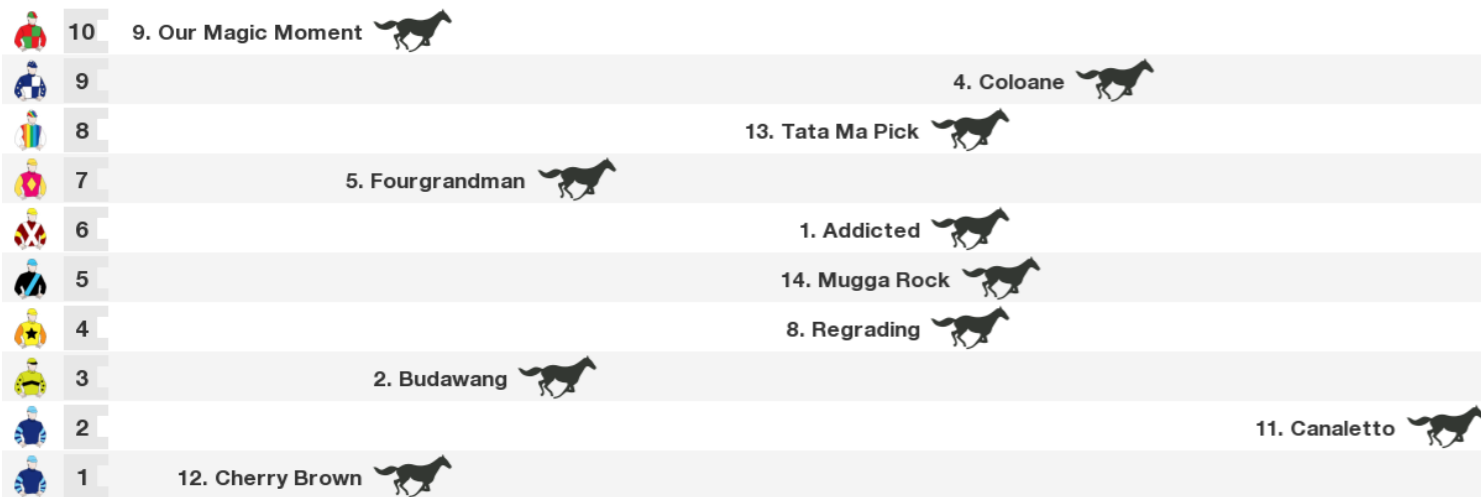 10 9. Our Magic Moment
9 4. Coloane
8 13. Tata Ma Pick
7 5. Fourgrandman
6 1. Addicted
5 14. Mugga Rock
4 8. Regrading
3 2. Budawang
2 11. Canaletto
1 12. Cherry Brown